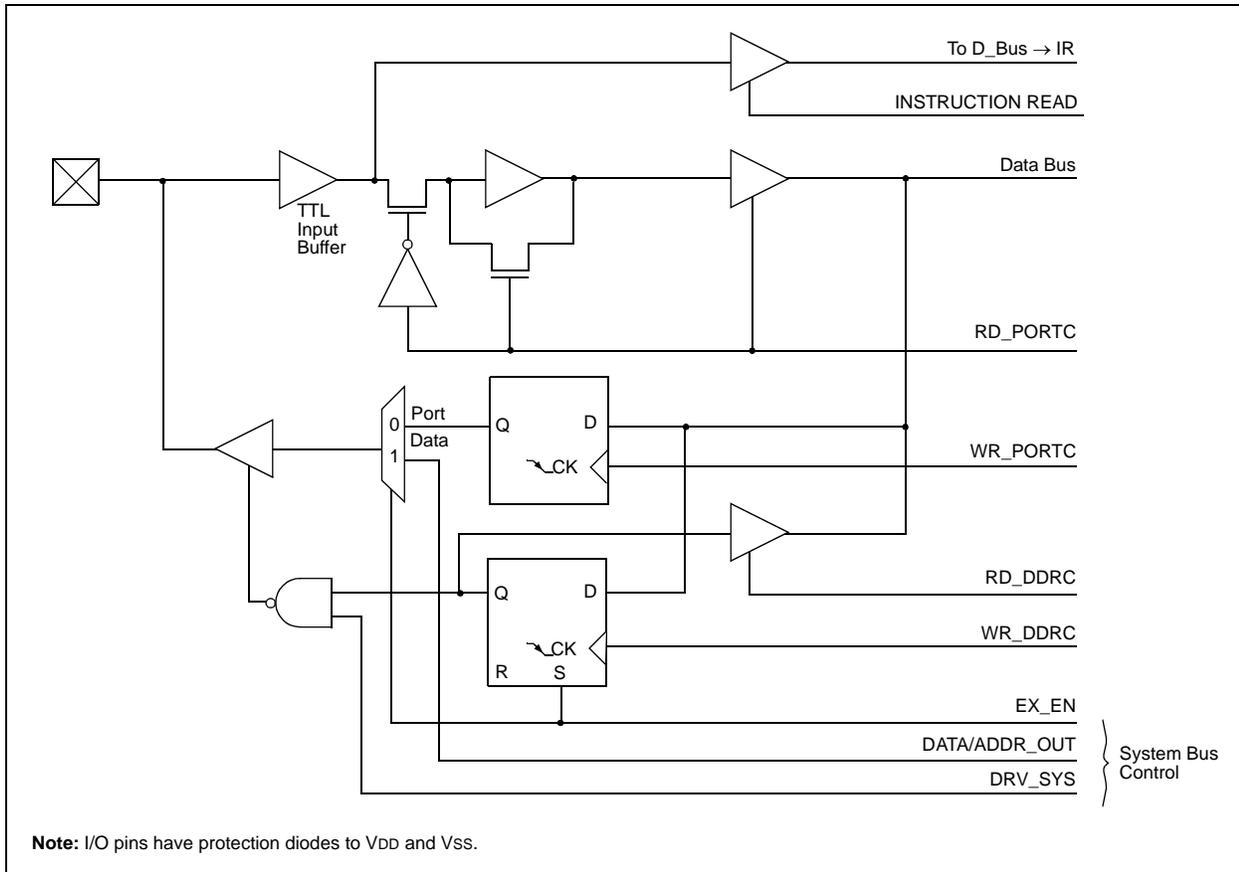 To D_Bus → IR
INSTRUCTION READ
Data Bus
TTL
Input
Buffer
RD_PORTC
0
Port
Data
1
Q
D
CK
WR_PORTC
RD_DDRC
Q
D
CK
R
S
WR_DDRC
EX_EN
DATA/ADDR_OUT
DRV_SYS
System Bus
Control
Note: I/O pins have protection diodes to VDD and VSS.